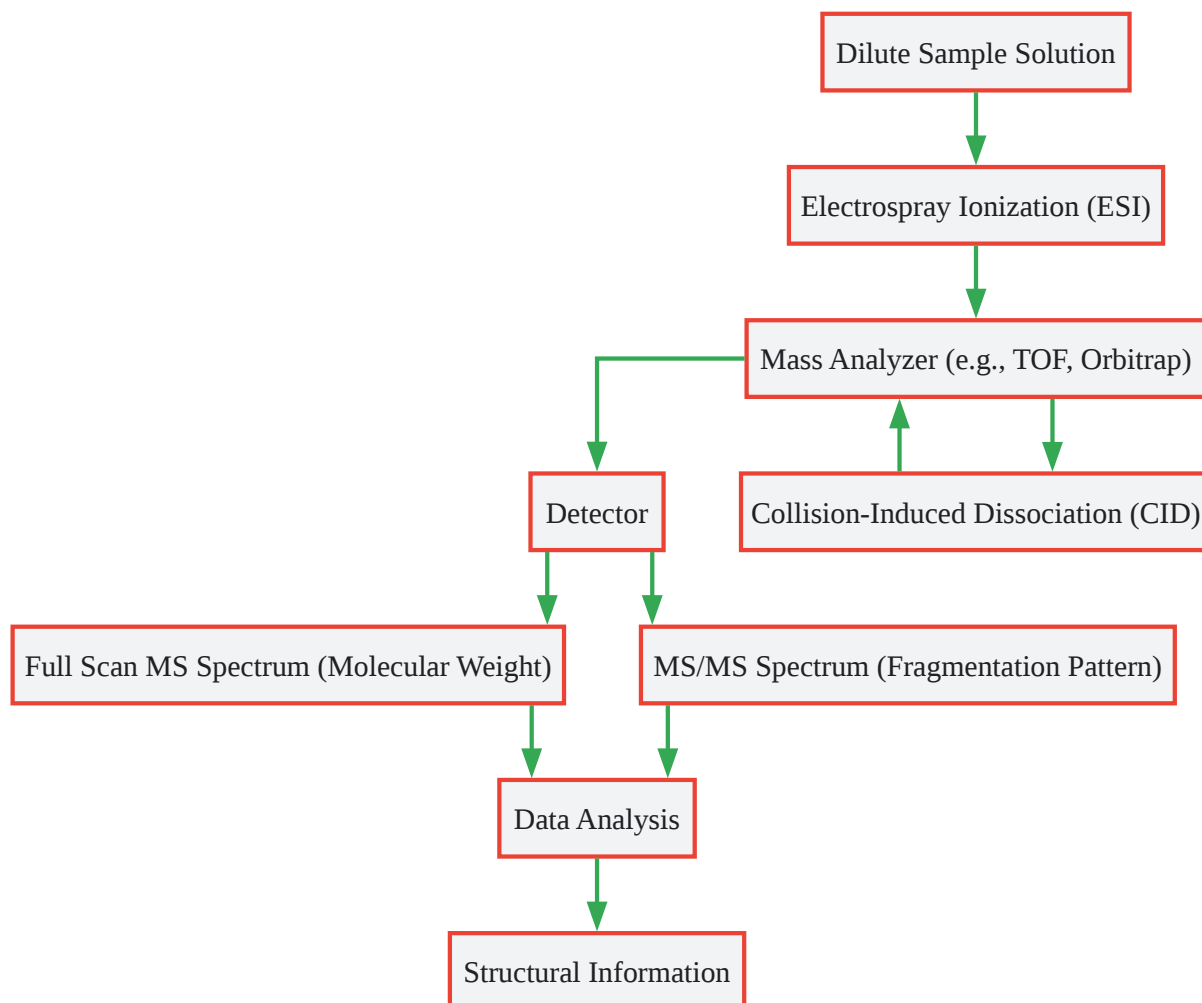 Dilute Sample Solution
Electrospray Ionization (ESI)
Mass Analyzer (e.g., TOF, Orbitrap)
Detector
Collision-Induced Dissociation (CID)
Full Scan MS Spectrum (Molecular Weight)
MS/MS Spectrum (Fragmentation Pattern)
Data Analysis
Structural Information